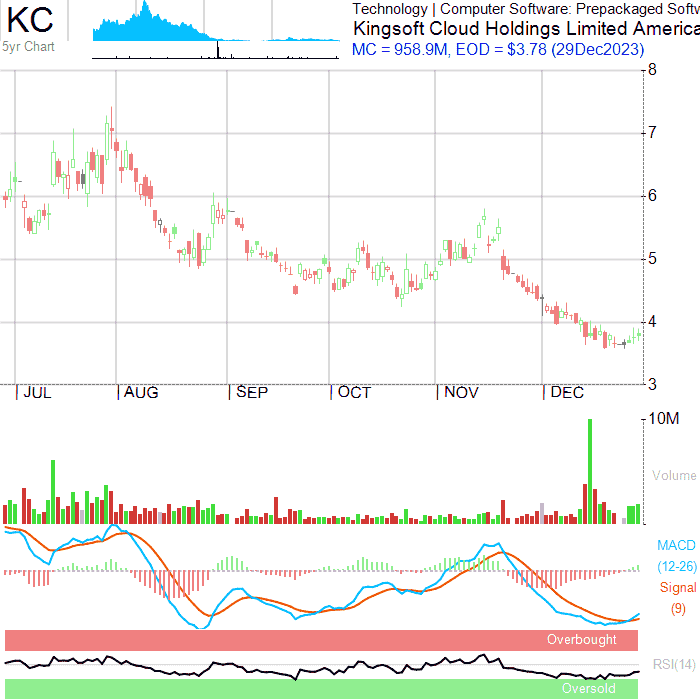 KC
5yr Chart
Technology | Computer Software: Prepackaged Softw
Kingsoft Cloud Holdings Limited America
MC = 958.9M, EOD = $3.78 (29Dec2023)
8
7
6
5
4
3
JUL AUG SEP OCT NOV DEC
10M
Volume
MACD
(12-26)
Signal
(9)
Overbought
RSI(14)
Oversold